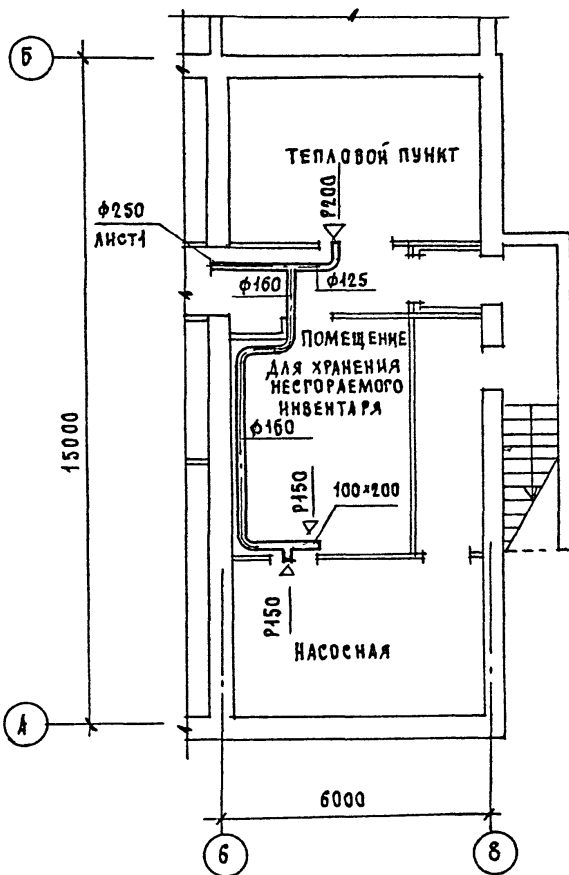 Б
ТЕПЛОВОЙ ПУНКТ
Р200
ф250
ЛИСТ1
ф160
ф125
ПОМЕЩЕНИЕ
ДЛЯ ХРАНЕНИЯ
НЕСГОРАЕМОГО
ИНВЕНТАРЯ
ф160
15000
Р150
100×200
Р150
НАСОСНАЯ
А
6000
6
8